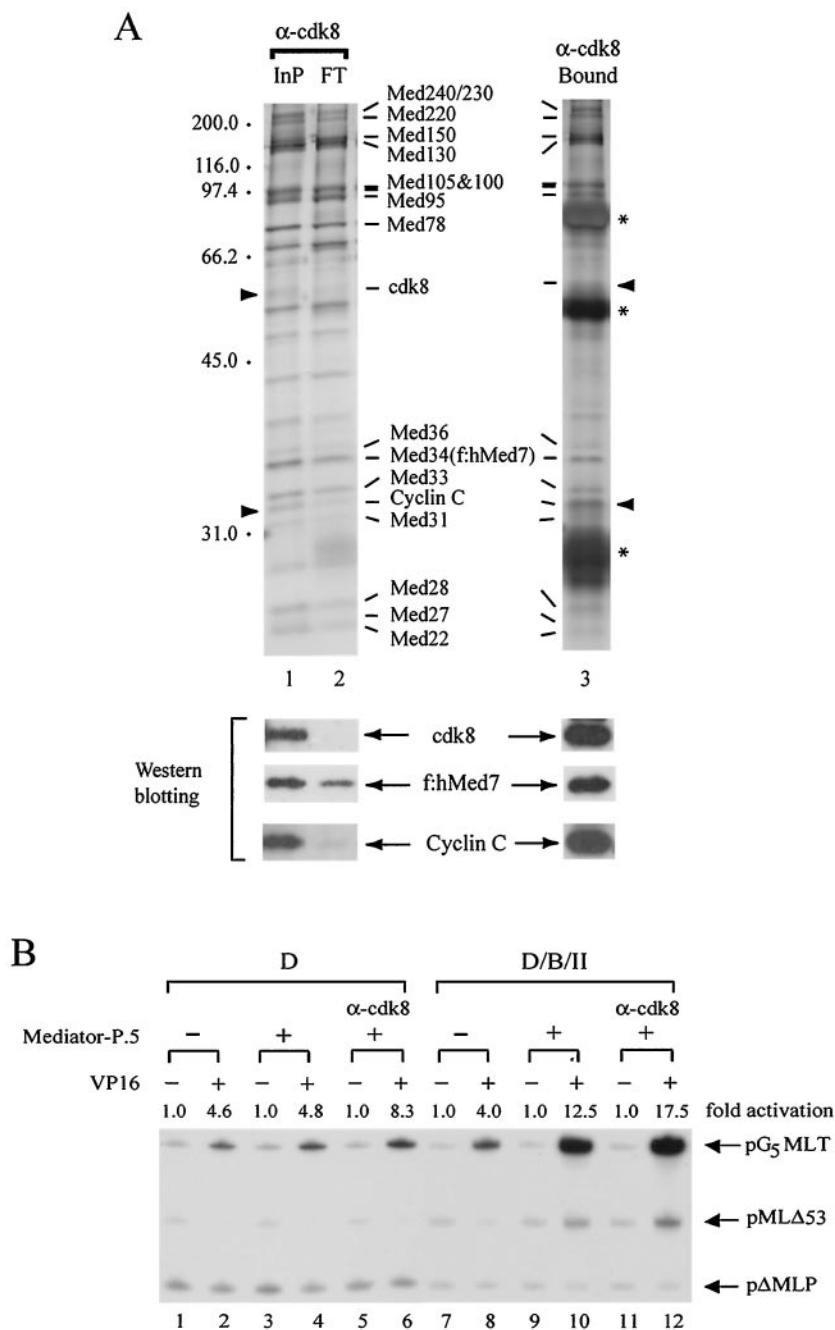 A
α-cdk8
InP FT
α-cdk8
Bound
200.0
116.0
97.4
66.2
45.0
31.0
Med240/230
Med220
Med150
Med130
Med105&100
Med95
Med78
cdk8
Med36
Med34(f:hMed7)
Med33
Cyclin C
Med31
Med28
Med27
Med22
*
*
*
1 2 3
Western
blotting
cdk8
f:hMed7
Cyclin C
B
D D/B/II
α-cdk8 α-cdk8
Mediator-P.5 − + + − + +
VP16 − + − + − + − + − + − +
1.0 4.6 1.0 4.8 1.0 8.3 1.0 4.0 1.0 12.5 1.0 17.5 fold activation
pG5MLT
pMLΔ53
pΔMLP
1 2 3 4 5 6 7 8 9 10 11 12